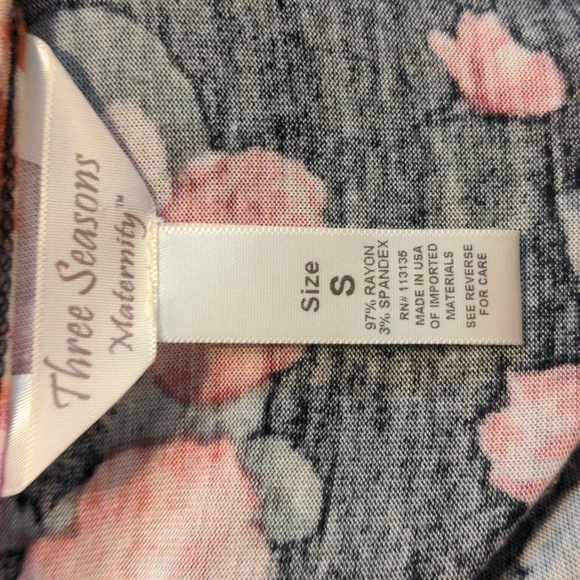 Three Seasons
Maternity™
Size
S
97% RAYON
3% SPANDEX
RN# 113135
MADE IN USA
OF IMPORTED
MATERIALS
SEE REVERSE
FOR CARE